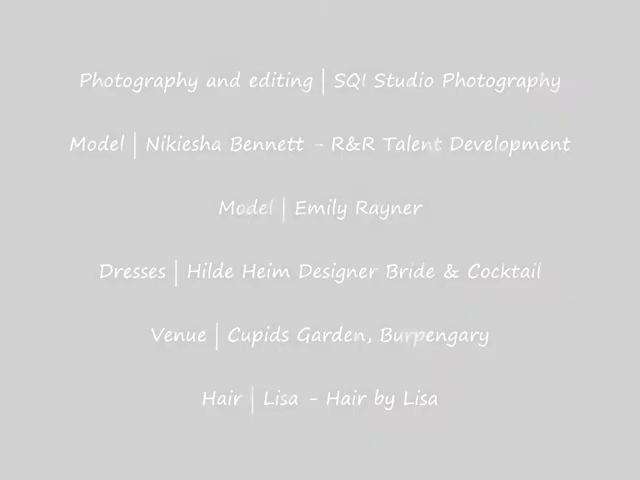 Photography and editing | SQI Studio Photography
Model | Nikiesha Bennett - R&R Talent Development
Model | Emily Rayner
Dresses | Hilde Heim Designer Bride & Cocktail
Venue | Cupids Garden, Burpengary
Hair | Lisa - Hair by Lisa